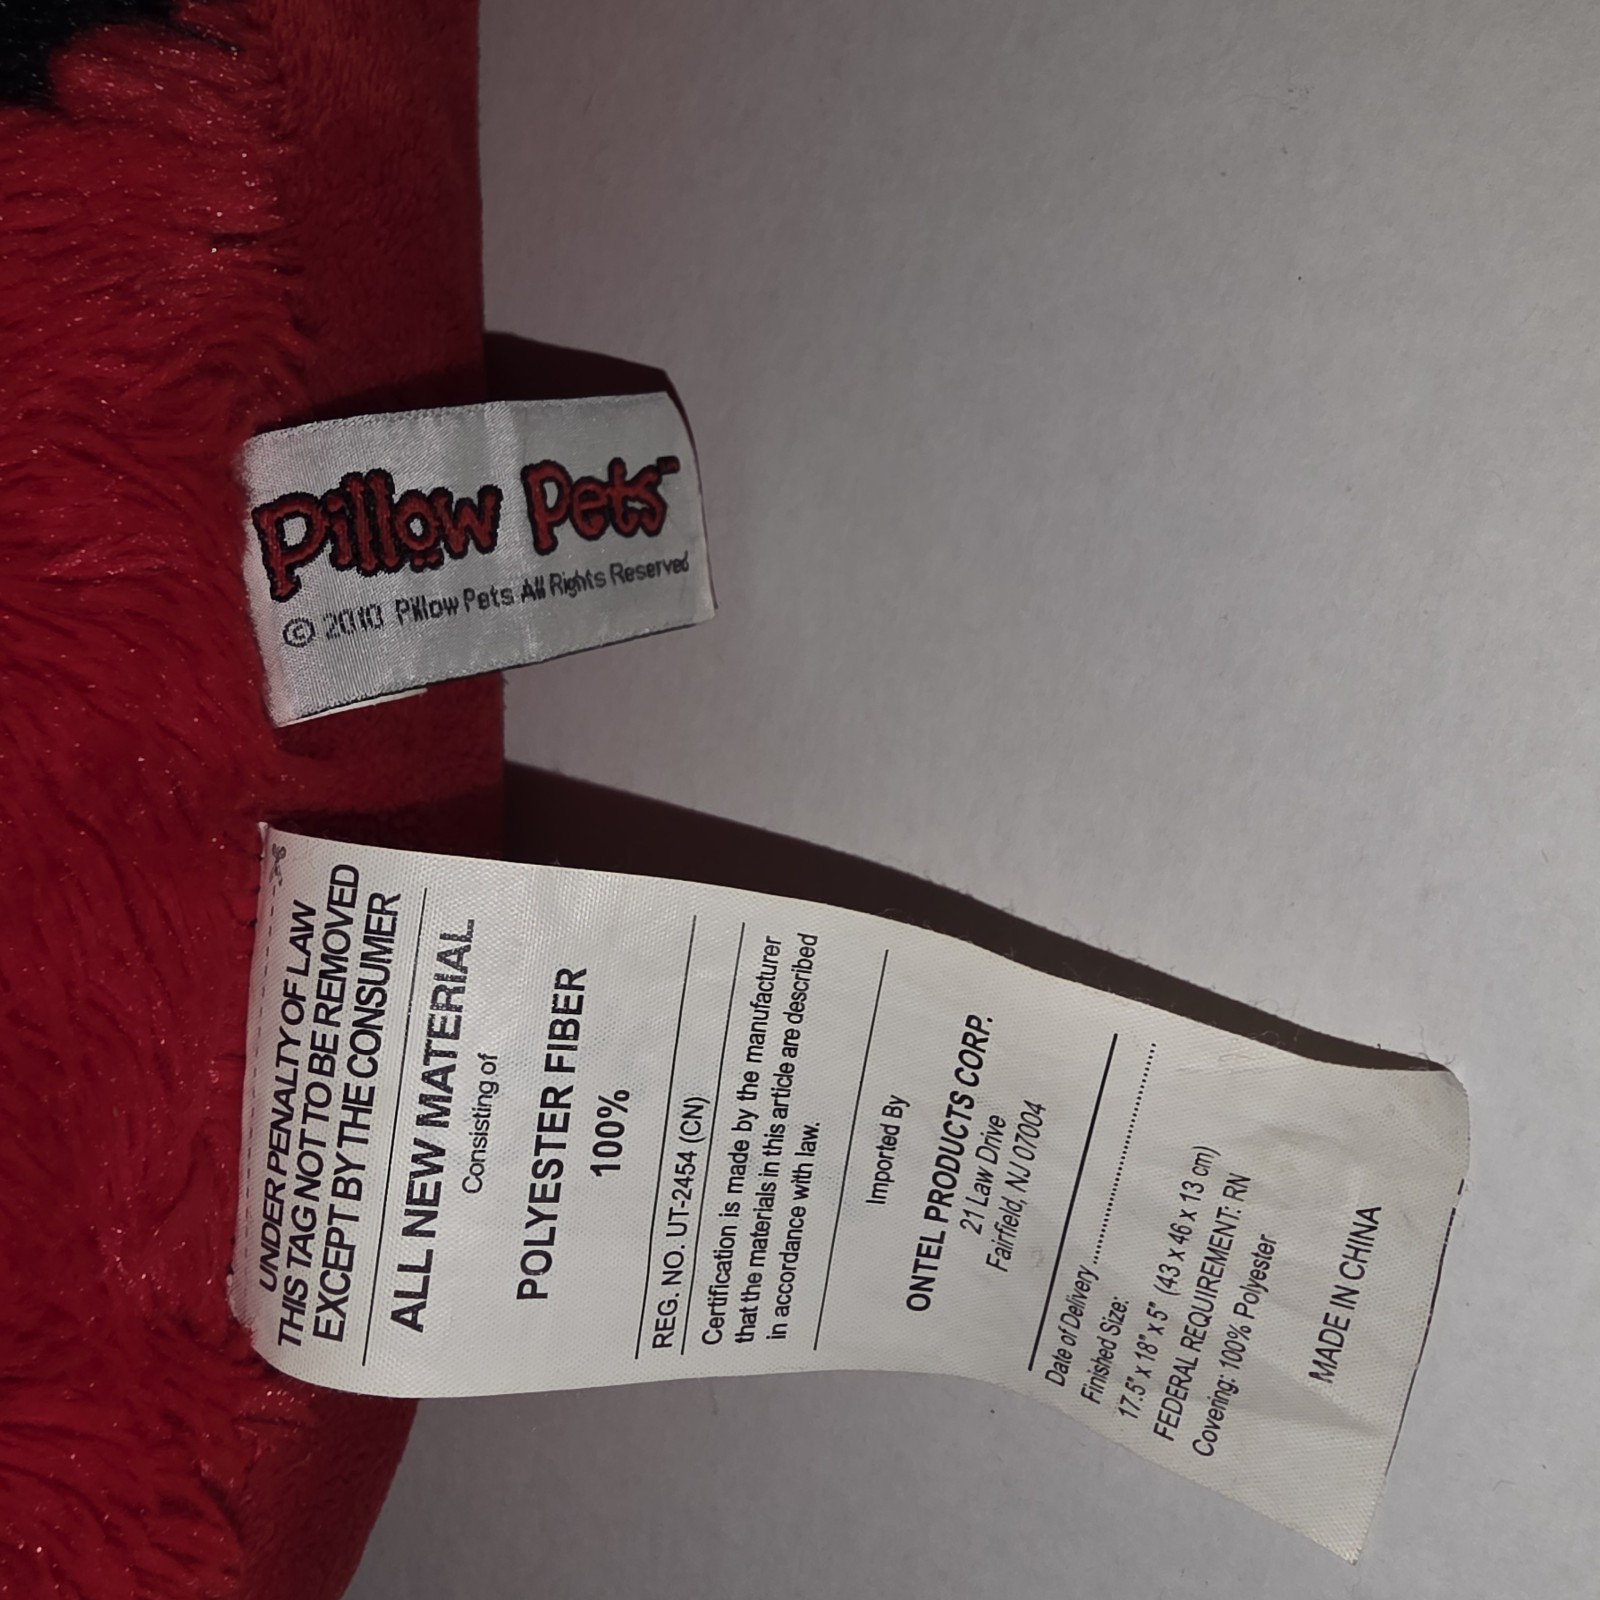 Pillow Pets™
© 2010 Pillow Pets All Rights Reserved
UNDER PENALTY OF LAW
THIS TAG NOT TO BE REMOVED
EXCEPT BY THE CONSUMER
ALL NEW MATERIAL
Consisting of
POLYESTER FIBER
100%
REG. NO. UT-2454 (CN)
Certification is made by the manufacturer
that the materials in this article are described
in accordance with law.
Imported By
ONTEL PRODUCTS CORP.
21 Law Drive
Fairfield, NJ 07004
Date of Delivery
Finished Size:
17.5" x 18" x 5" (43 x 46 x 13 cm)
FEDERAL REQUIREMENT: RN
Covering: 100% Polyester
MADE IN CHINA